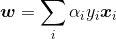 w = ∑_i α_i y_i x_i